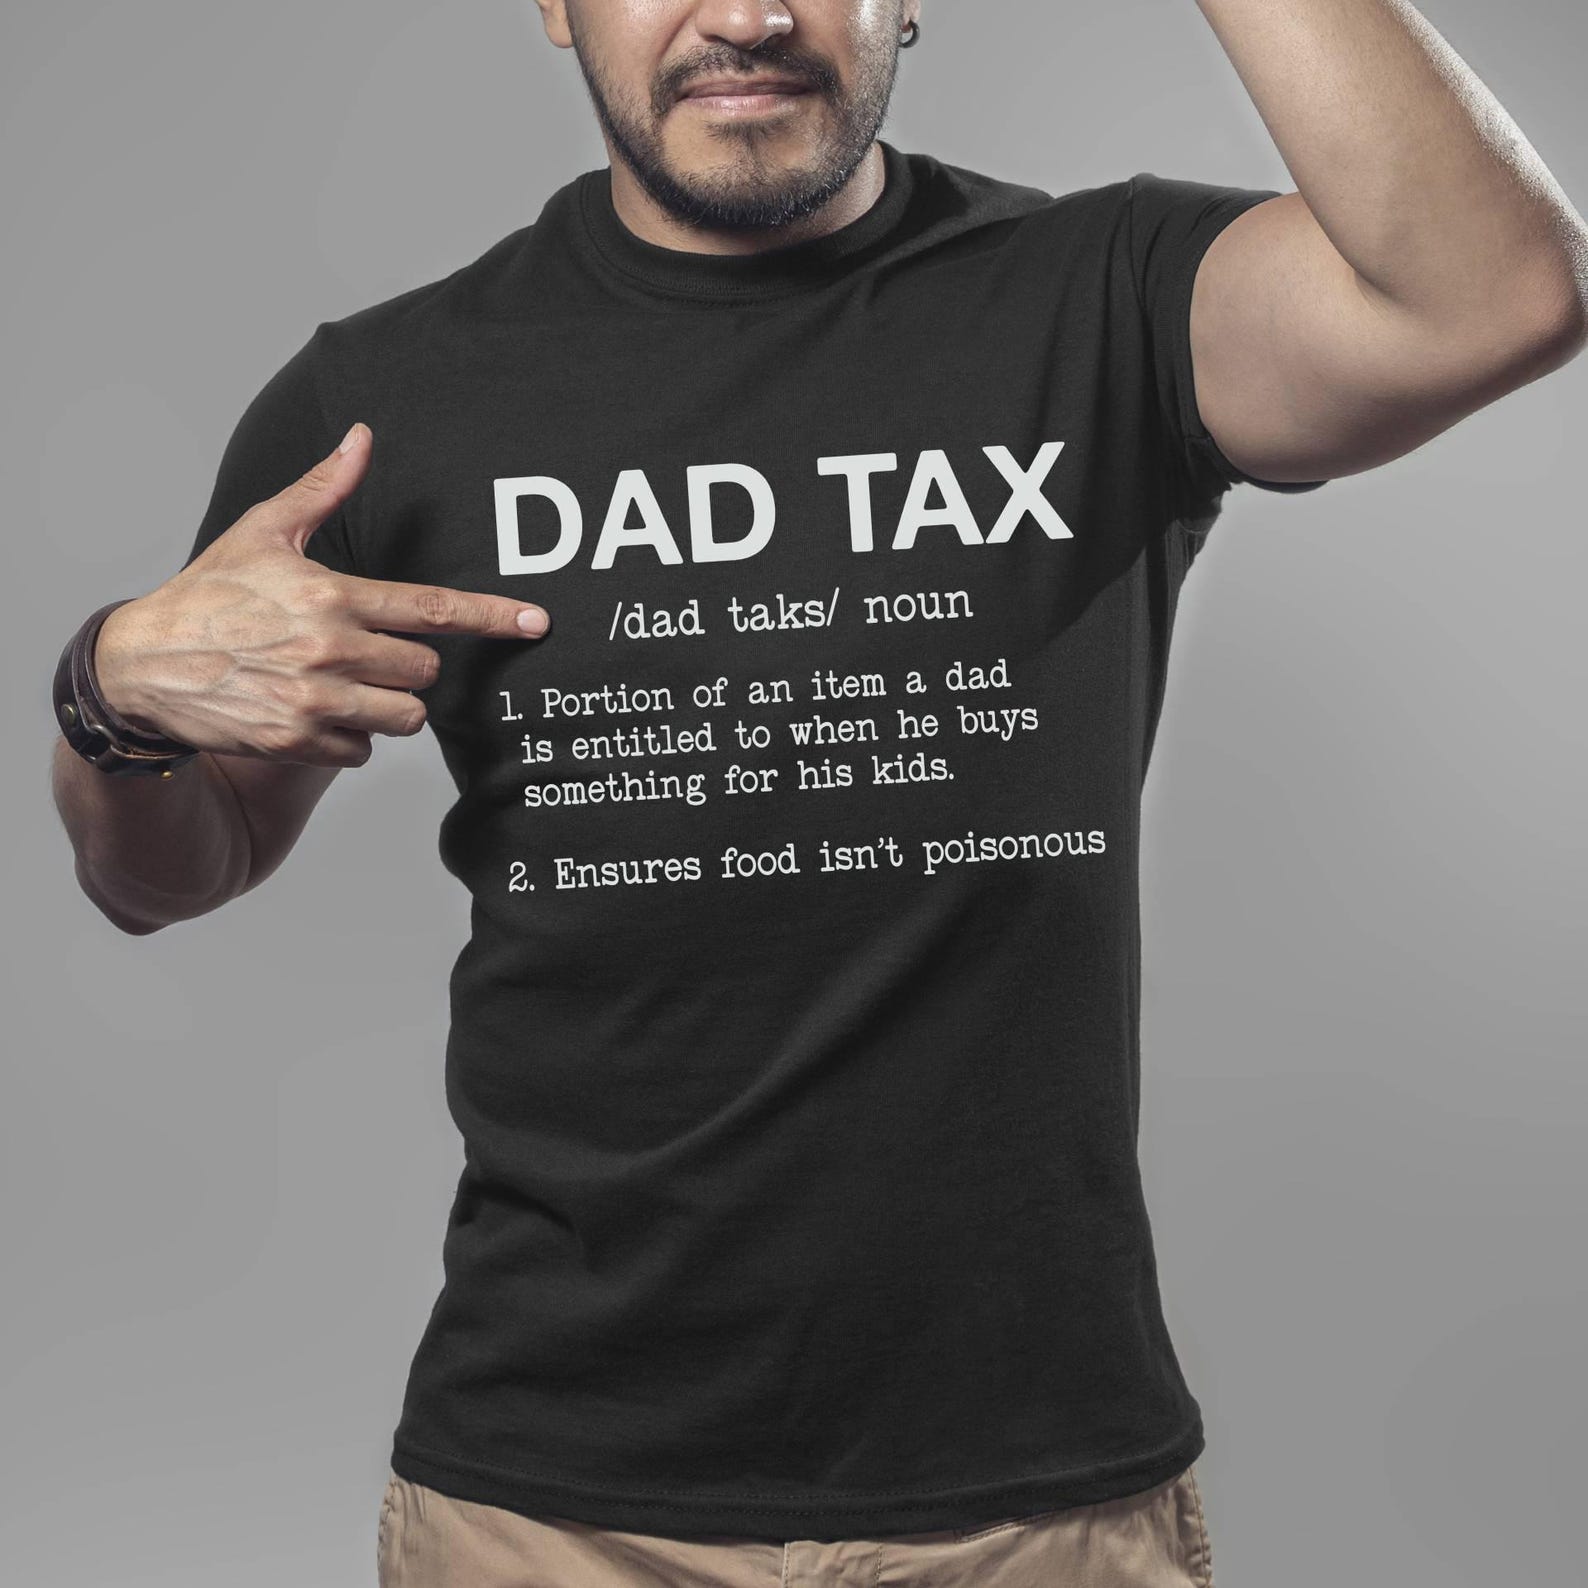 DAD TAX
/dad taks/ noun
1. Portion of an item a dad
is entitled to when he buys
something for his kids.
2. Ensures food isn't poisonous